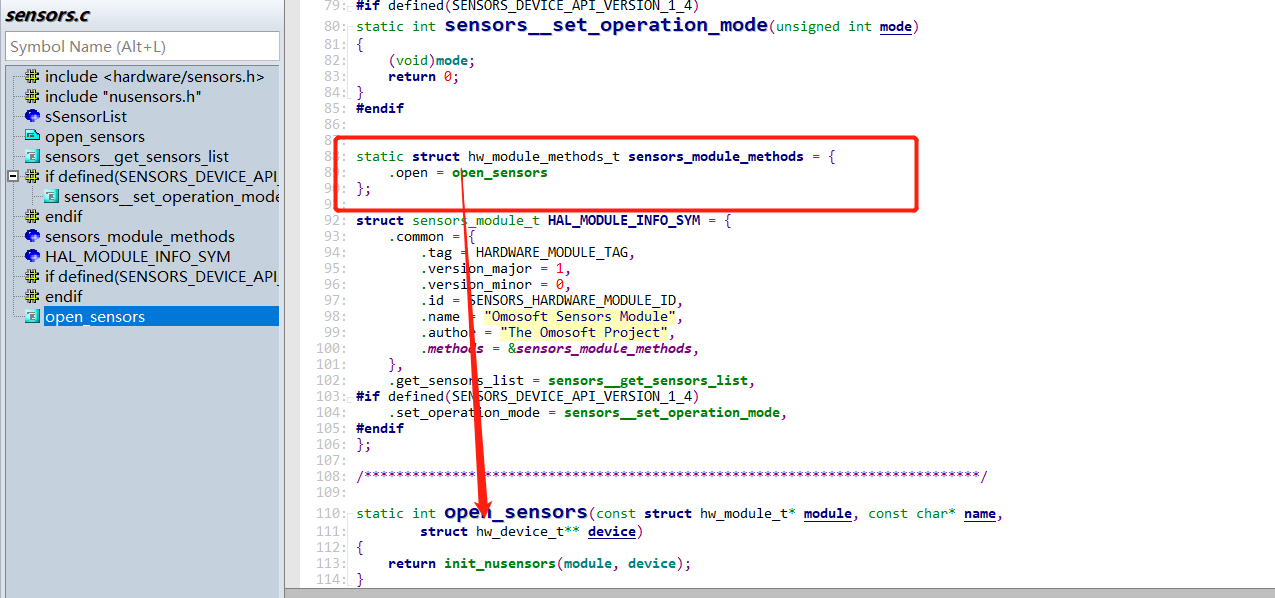 sensors.c
Symbol Name (Alt+L)
include <hardware/sensors.h>
include "nusensors.h"
sSensorList
open_sensors
sensors__get_sensors_list
if defined(SENSORS_DEVICE_API_
sensors__set_operation_mode
endif
sensors_module_methods
HAL_MODULE_INFO_SYM
if defined(SENSORS_DEVICE_API_
endif
open_sensors
79: #if defined(SENSORS_DEVICE_API_VERSION_1_4)
80: static int sensors__set_operation_mode(unsigned int mode)
81: {
82:     (void)mode;
83:     return 0;
84: }
85: #endif
86:
87:
88: static struct hw_module_methods_t sensors_module_methods = {
89:     .open = open_sensors
90: };
91:
92: struct sensors_module_t HAL_MODULE_INFO_SYM = {
93:     .common = {
94:         .tag = HARDWARE_MODULE_TAG,
95:         .version_major = 1,
96:         .version_minor = 0,
97:         .id = SENSORS_HARDWARE_MODULE_ID,
98:         .name = "Omosoft Sensors Module",
99:         .author = "The Omosoft Project",
100:         .methods = &sensors_module_methods,
101:     },
102:     .get_sensors_list = sensors__get_sensors_list,
103: #if defined(SENSORS_DEVICE_API_VERSION_1_4)
104:     .set_operation_mode = sensors__set_operation_mode,
105: #endif
106: };
107:
108: /*****************************************************************************/
109:
110: static int open_sensors(const struct hw_module_t* module, const char* name,
111:         struct hw_device_t** device)
112: {
113:     return init_nusensors(module, device);
114: }